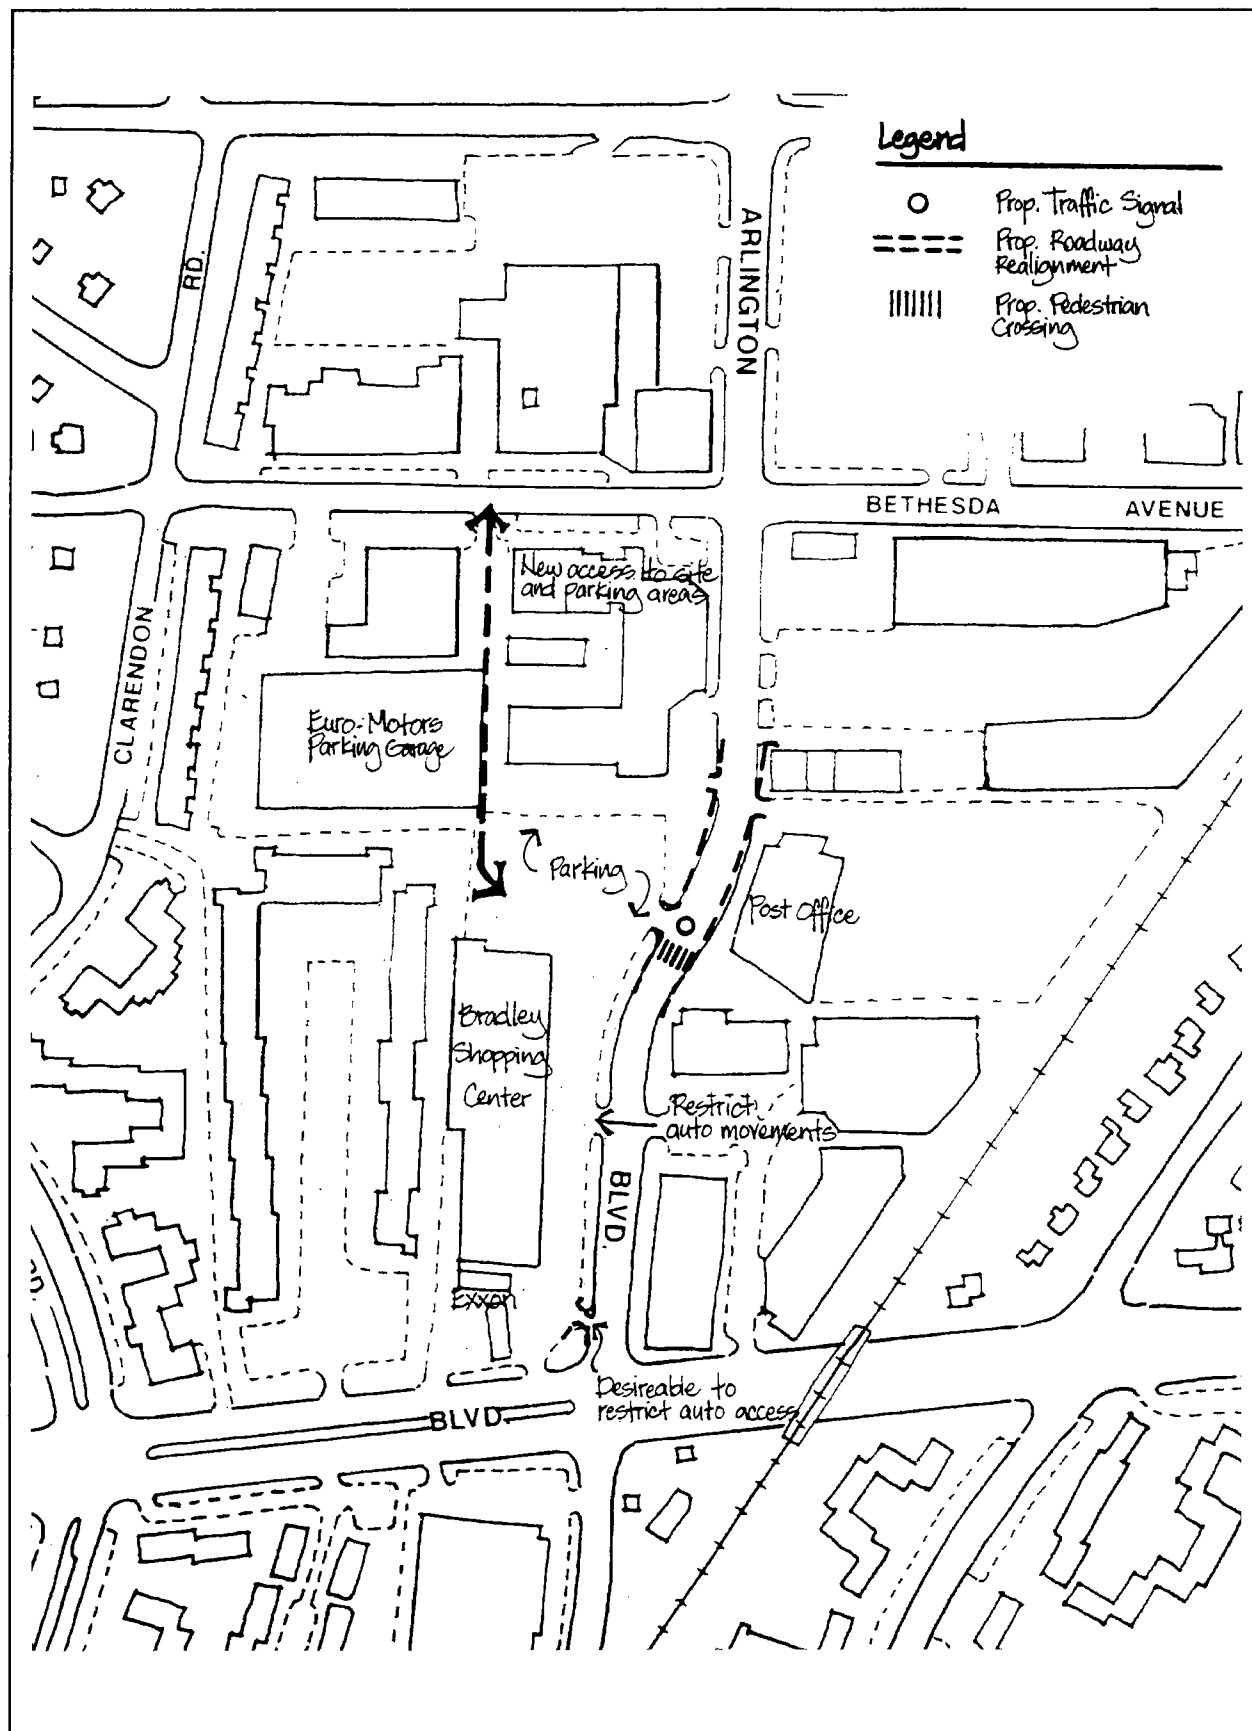 Legend
Prop. Traffic Signal
Prop. Roadway
Realignment
Prop. Pedestrian
Crossing
ARLINGTON
RD.
BETHESDA AVENUE
New access to site
and parking areas
CLARENDON
Euro-Motors
Parking Garage
Parking
Post Office
Bradley
Shopping
Center
Restrict
auto movements
BLVD.
Exxon
Desireable to
restrict auto access
BLVD.